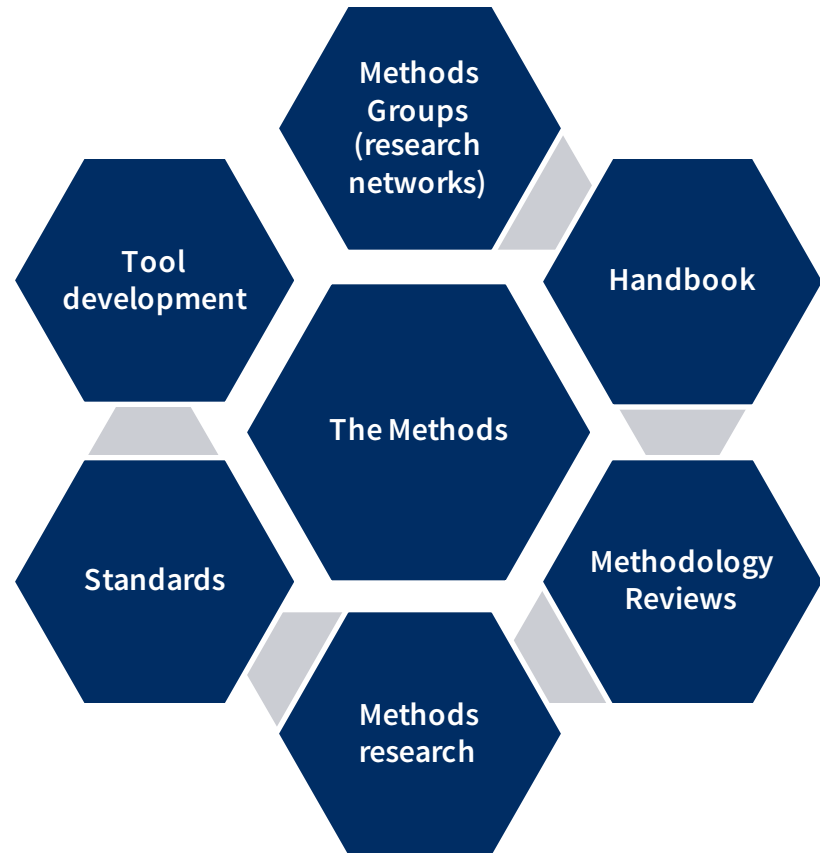 Methods
Groups
(research
networks)
Tool
development
Handbook
The Methods
Standards
Methodology
Reviews
Methods
research